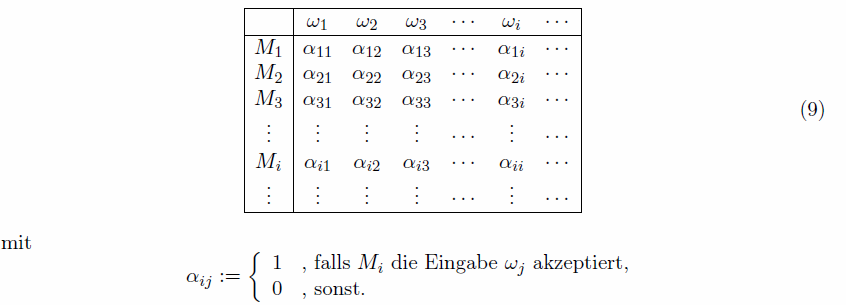 ω₁ ω₂ ω₃ ⋯ ωᵢ ⋯
M₁ α₁₁ α₁₂ α₁₃ ⋯ α₁ᵢ ⋯
M₂ α₂₁ α₂₂ α₂₃ ⋯ α₂ᵢ ⋯
M₃ α₃₁ α₃₂ α₃₃ ⋯ α₃ᵢ ⋯
(9)
⋮ ⋮ ⋮ ⋮ ⋯ ⋮ ⋯
Mᵢ αᵢ₁ αᵢ₂ αᵢ₃ ⋯ αᵢᵢ ⋯
⋮ ⋮ ⋮ ⋮ ⋯ ⋮ ⋯
mit
αᵢⱼ := { 1 , falls Mᵢ die Eingabe ωⱼ akzeptiert,
0 , sonst.